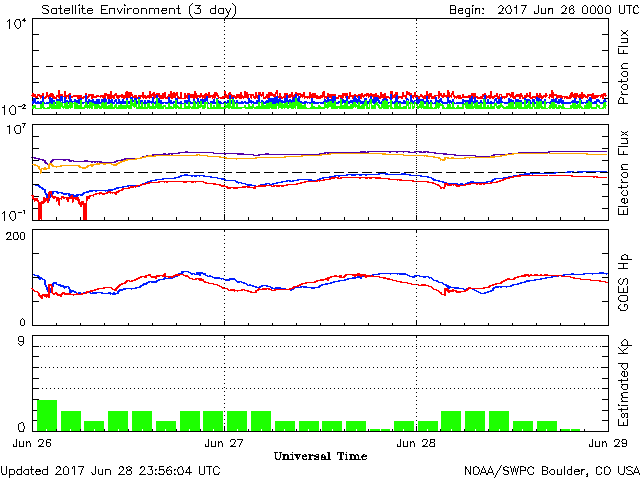 Satellite Environment (3 day)
Begin: 2017 Jun 26 0000 UTC
10^4
10^-2
Proton Flux
10^7
10^-1
Electron Flux
200
0
GOES Hp
9
0
Estimated Kp
Jun 26
Jun 27
Jun 28
Jun 29
Universal Time
Updated 2017 Jun 28 23:56:04 UTC
NOAA/SWPC Boulder, CO USA